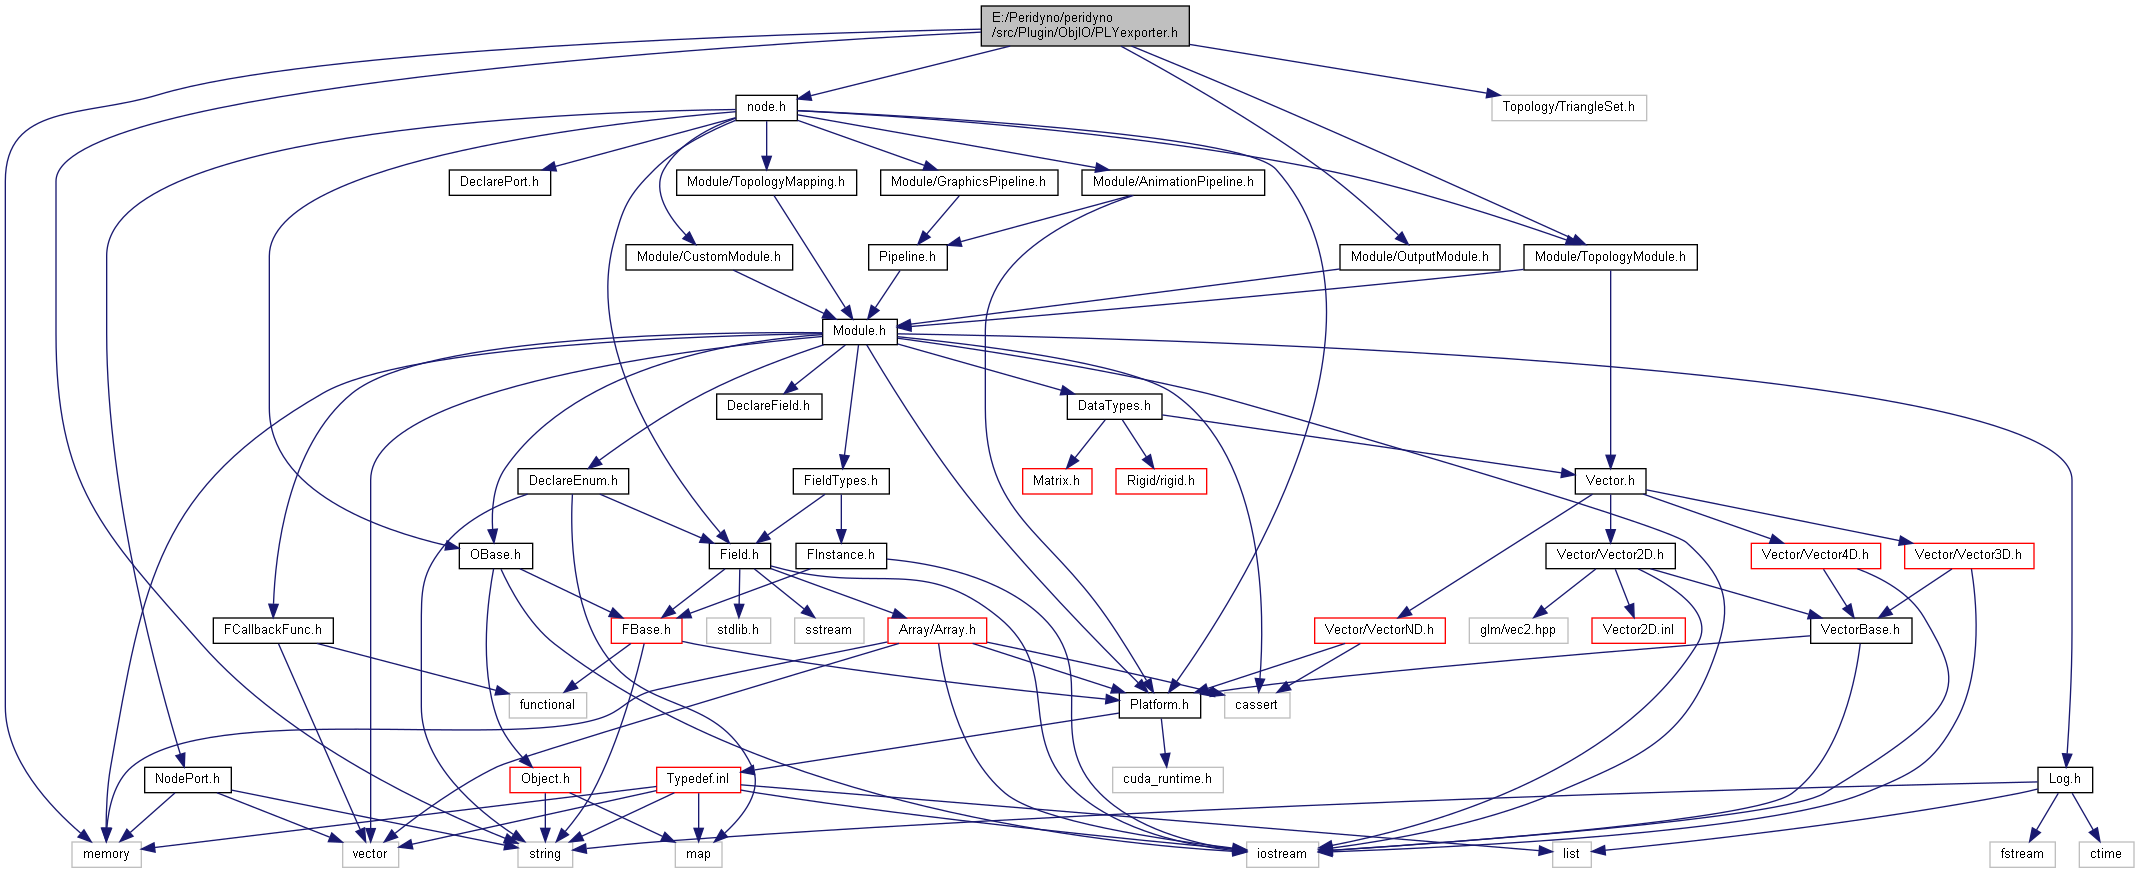 E:/Peridyno/peridyno
/src/Plugin/ObjIO/PLYexporter.h
node.h
Topology/TriangleSet.h
DeclarePort.h
Module/TopologyMapping.h
Module/GraphicsPipeline.h
Module/AnimationPipeline.h
Module/CustomModule.h
Pipeline.h
Module/OutputModule.h
Module/TopologyModule.h
Module.h
DeclareField.h
DataTypes.h
DeclareEnum.h
FieldTypes.h
Matrix.h
Rigid/rigid.h
Vector.h
OBase.h
Field.h
FInstance.h
Vector/Vector2D.h
Vector/Vector4D.h
Vector/Vector3D.h
FCallbackFunc.h
FBase.h
stdlib.h
sstream
Array/Array.h
Vector/VectorND.h
glm/vec2.hpp
Vector2D.inl
VectorBase.h
functional
Platform.h
cassert
NodePort.h
Object.h
Typedef.inl
cuda_runtime.h
Log.h
memory
vector
string
map
iostream
list
fstream
ctime